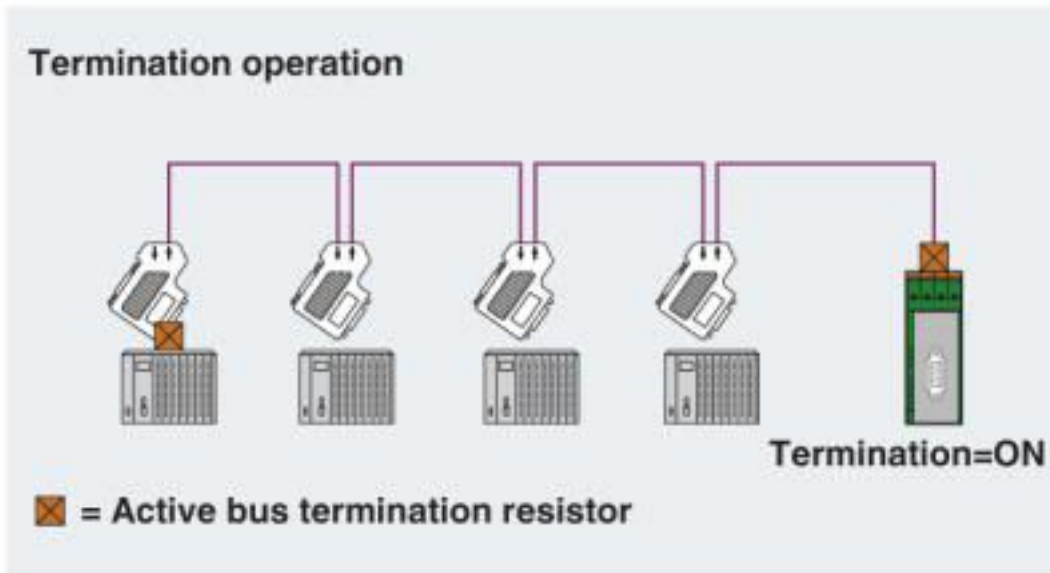 Termination operation
Termination=ON
= Active bus termination resistor